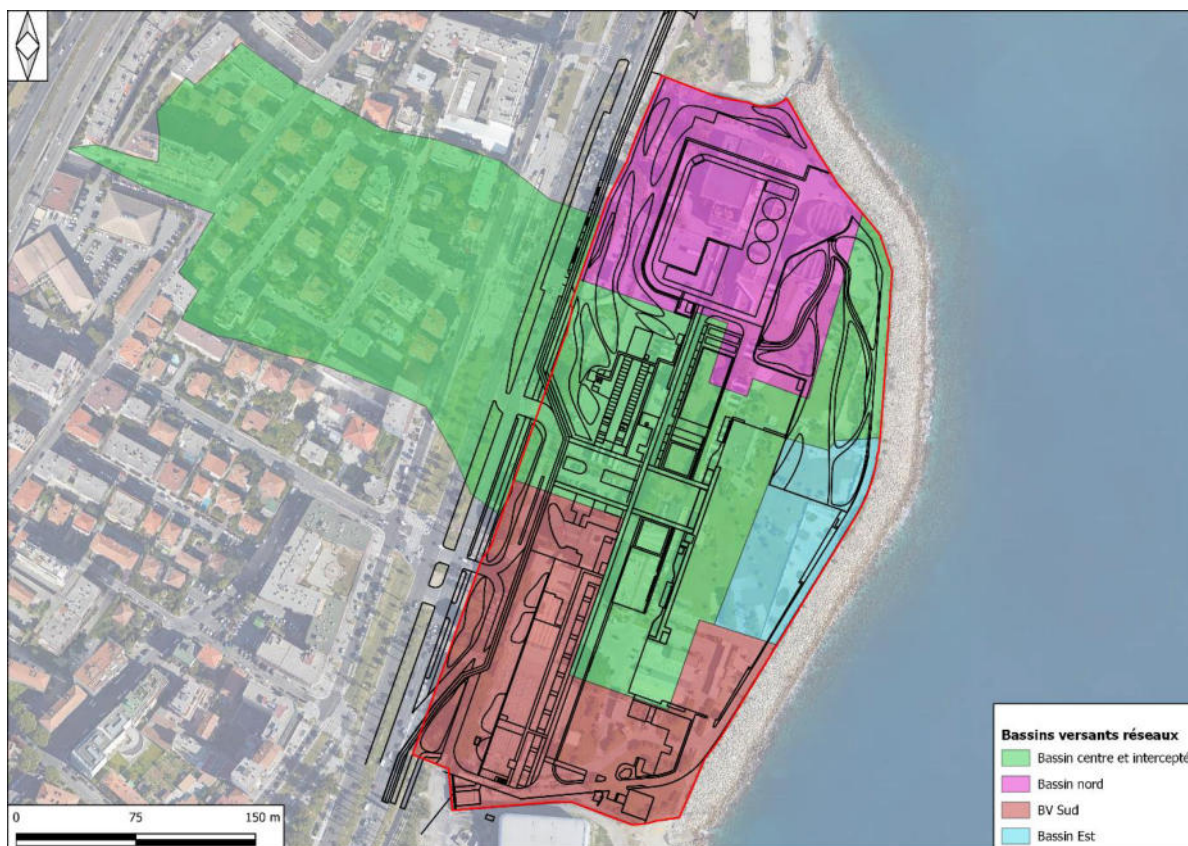 0 75 150 m
Bassins versants réseaux
Bassin centre et intercepté
Bassin nord
BV Sud
Bassin Est